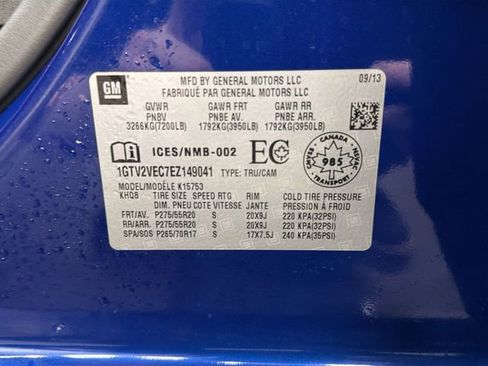 GM
MFD BY GENERAL MOTORS LLC 09/13
FABRIQUÉ PAR GENERAL MOTORS LLC
GVWR GAWR FRT GAWR RR
PNBV PNBE AV. PNBE ARR.
3266KG(7200LB) 1792KG(3950LB) 1792KG(3950LB)
ICES/NMB-002 EC CANADA 985
1GTV2VEC7EZ149041 TYPE: TRU/CAM
MODEL/MODÈLE K15753
KHQ8 TIRE SIZE SPEED RTG RIM COLD TIRE PRESSURE
DIM. PNEU COTE VITESSE JANTE PRESSION À FROID
FRT/AV. P275/55R20 S 20X9J 220 KPA(32PSI)
RR/ARR. P275/55R20 S 20X9J 220 KPA(32PSI)
SPA/SOS P265/70R17 S 17X7.5J 240 KPA(35PSI)